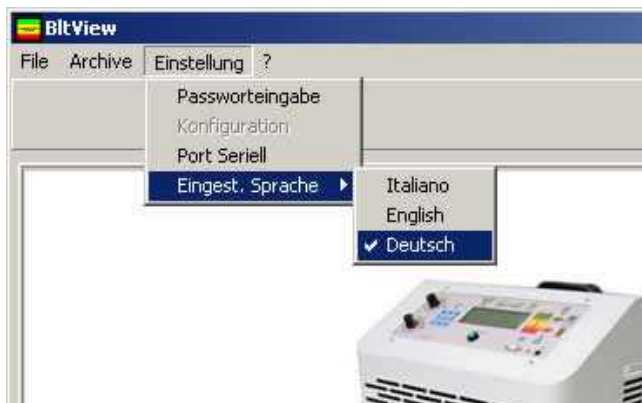 BltView
File Archive Einstellung ?
Passworteingabe
Konfiguration
Port Seriell
Eingest. Sprache
Italiano
English
Deutsch